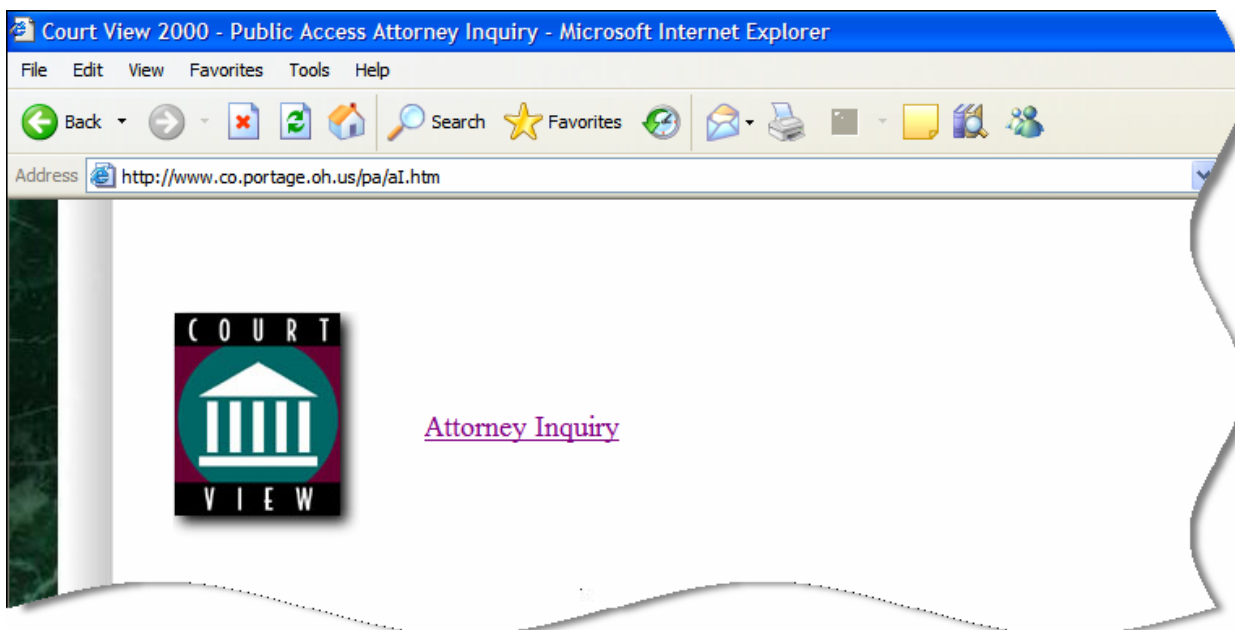 Court View 2000 - Public Access Attorney Inquiry - Microsoft Internet Explorer
File Edit View Favorites Tools Help
Back Search Favorites
Address http://www.co.portage.oh.us/pa/aI.htm
COURT
Attorney Inquiry
VIEW